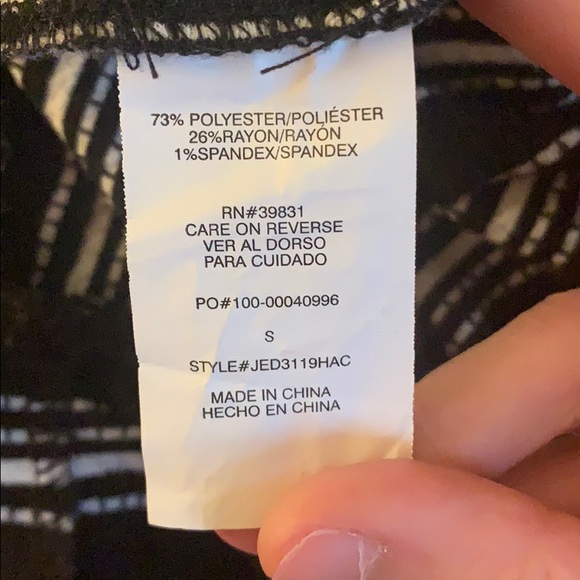 73% POLYESTER/POLIÉSTER
26%RAYON/RAYÓN
1%SPANDEX/SPANDEX
RN#39831
CARE ON REVERSE
VER AL DORSO
PARA CUIDADO
PO#100-00040996
S
STYLE#JED3119HAC
MADE IN CHINA
HECHO EN CHINA